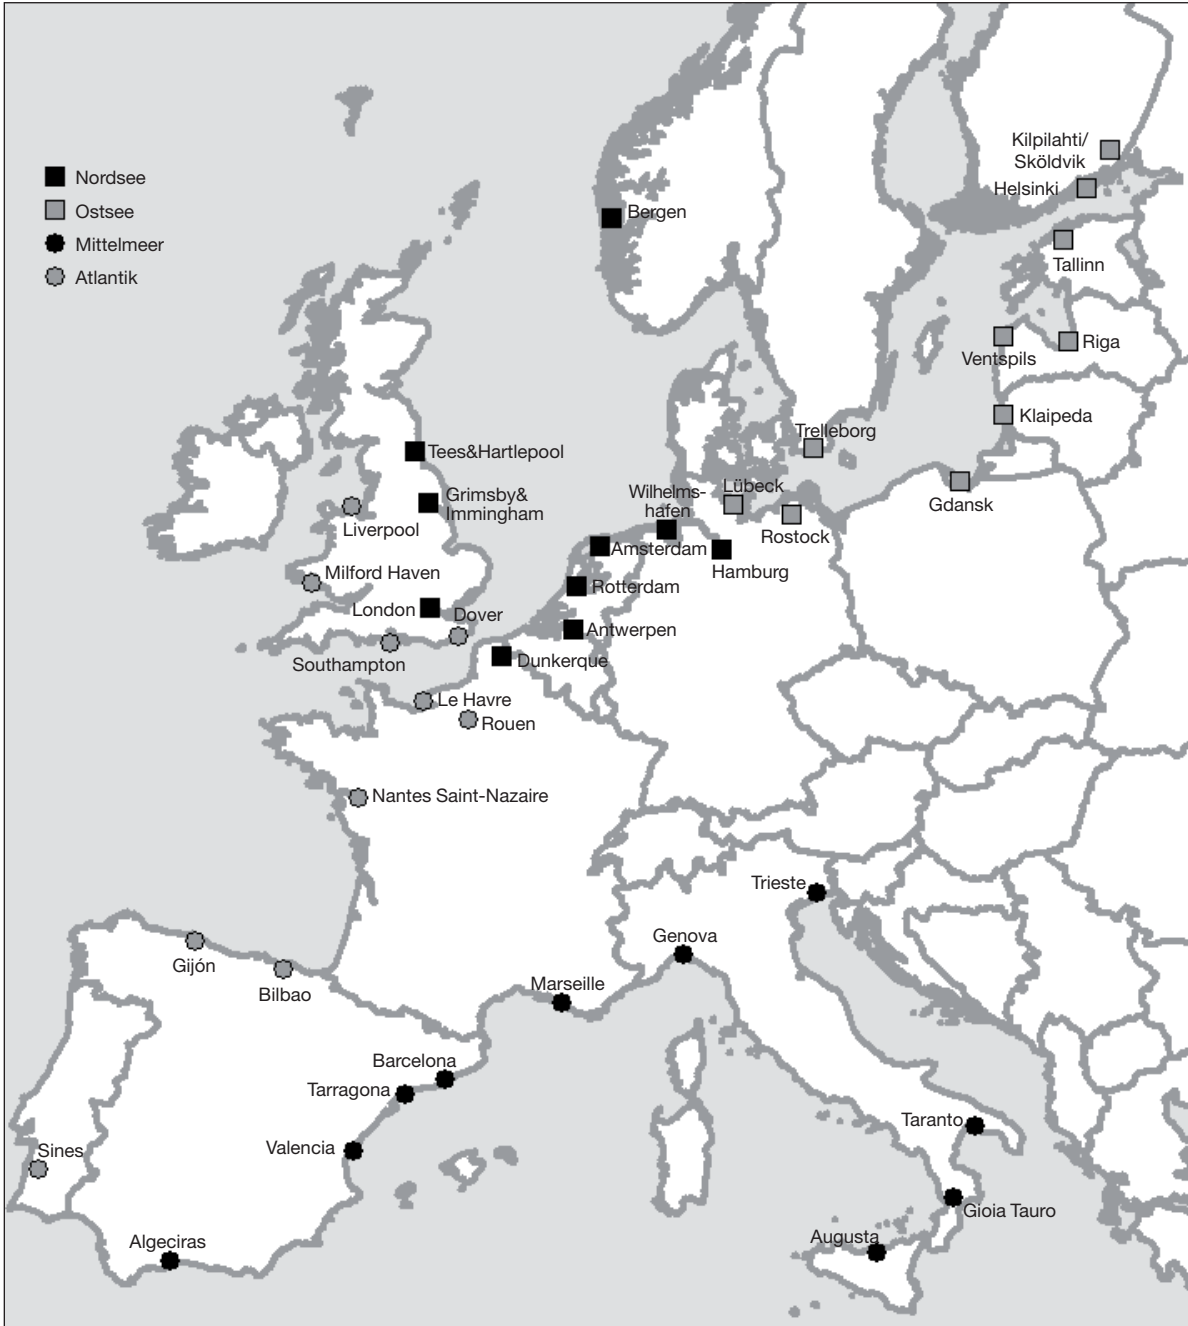 Nordsee
Ostsee
Mittelmeer
Atlantik
Kilpilahti/
Sköldvik
Helsinki
Bergen
Tallinn
Ventspils
Riga
Klaipeda
Trelleborg
Tees&Hartlepool
Lübeck
Gdansk
Wilhelms-
hafen
Grimsby&
Immingham
Liverpool
Rostock
Amsterdam
Hamburg
Milford Haven
Rotterdam
London
Dover
Antwerpen
Southampton
Dunkerque
Le Havre
Rouen
Nantes Saint-Nazaire
Trieste
Genova
Gijón
Bilbao
Marseille
Barcelona
Tarragona
Taranto
Valencia
Sines
Gioia Tauro
Augusta
Algeciras